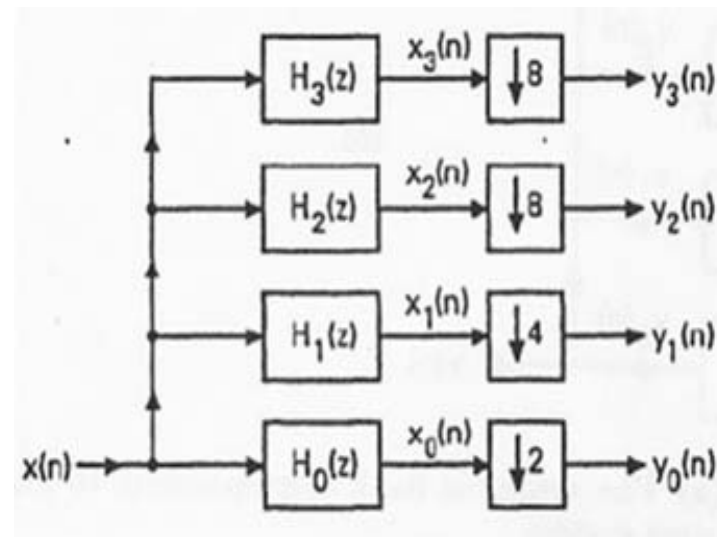 H₃(z) x₃(n) ↓8 y₃(n)
H₂(z) x₂(n) ↓8 y₂(n)
H₁(z) x₁(n) ↓4 y₁(n)
x(n) H₀(z) x₀(n) ↓2 y₀(n)